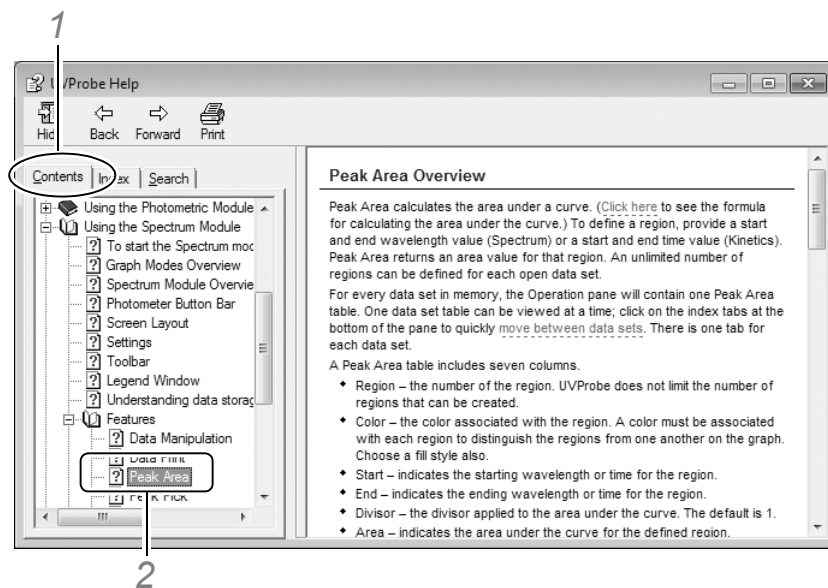 1
UVProbe Help
Hide Back Forward Print
Contents Index Search
Using the Photometric Module
Using the Spectrum Module
To start the Spectrum moc
Graph Modes Overview
Spectrum Module Overvie
Photometer Button Bar
Screen Layout
Settings
Toolbar
Legend Window
Understanding data storag
Features
Data Manipulation
Data Print
Peak Area
Peak Pick
2
Peak Area Overview
Peak Area calculates the area under a curve. (Click here to see the formula
for calculating the area under the curve.) To define a region, provide a start
and end wavelength value (Spectrum) or a start and end time value (Kinetics).
Peak Area returns an area value for that region. An unlimited number of
regions can be defined for each open data set.
For every data set in memory, the Operation pane will contain one Peak Area
table. One data set table can be viewed at a time; click on the index tabs at the
bottom of the pane to quickly move between data sets. There is one tab for
each data set.
A Peak Area table includes seven columns.
◆ Region – the number of the region. UVProbe does not limit the number of
regions that can be created.
◆ Color – the color associated with the region. A color must be associated
with each region to distinguish the regions from one another on the graph.
Choose a fill style also.
◆ Start – indicates the starting wavelength or time for the region.
◆ End – indicates the ending wavelength or time for the region.
◆ Divisor – the divisor applied to the area under the curve. The default is 1.
◆ Area – indicates the area under the curve for the defined region.